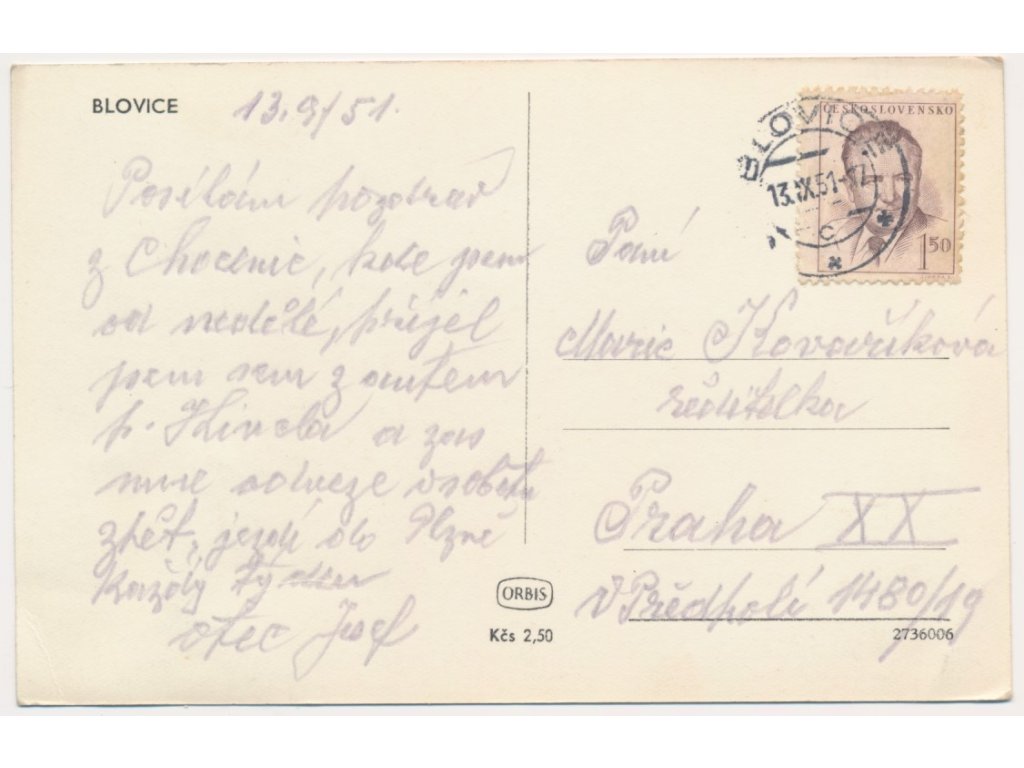 BLOVICE 13.9/51.
Posílám pozdrav
z Chocenic, kde jsem
od neděle, přijel
jsem sem z autem
p. a zas
mne odveze v sobotu
zpět, jezdí do Plzně
každý týden
otec Josef
ORBIS
Kčs 2,50
ČESKOSLOVENSKO
1 50
BLOVICE
13.IX.51-17
c
Paní
Marie Kovaříková
ředitelka
Praha XX
V Předpolí 1480/19
2736006